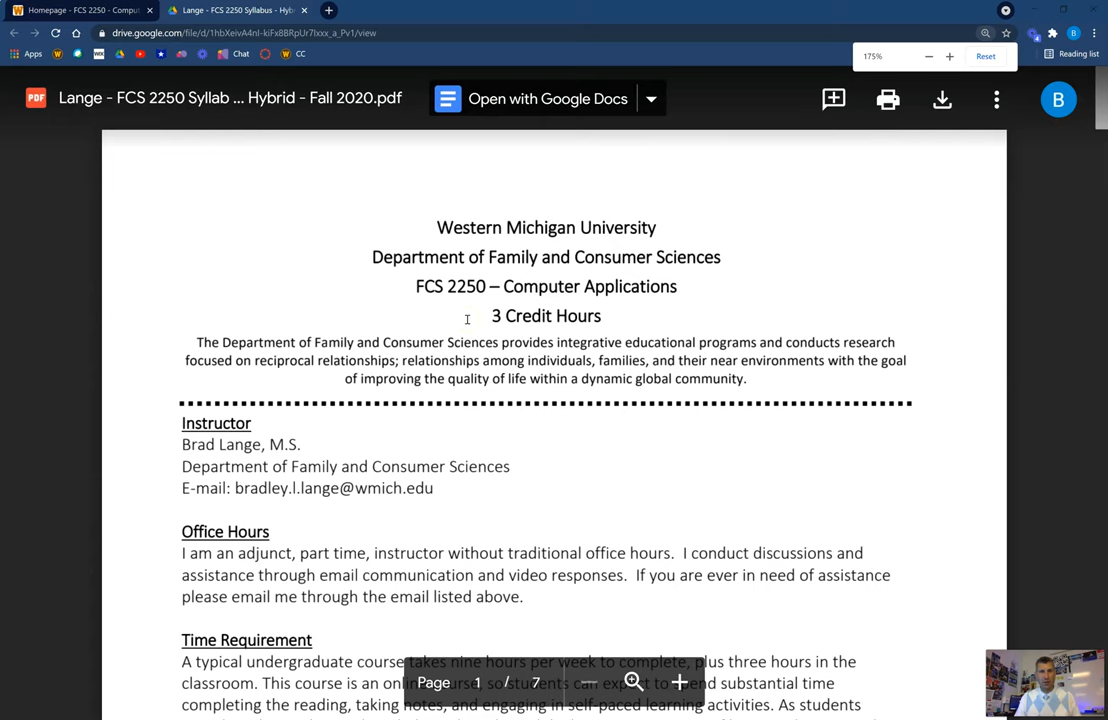 Homepage - FCS 2250 - Comput
Lange - FCS 2250 Syllabus - Hyb
drive.google.com/file/d/1hbXeivA4nI-kiFx8BRpUr7Ixxx_a_Pv1/view
Apps
Chat
CC
Reading list
175%
Reset
PDF
Lange - FCS 2250 Syllab ... Hybrid - Fall 2020.pdf
Open with Google Docs
B
Western Michigan University
Department of Family and Consumer Sciences
FCS 2250 – Computer Applications
3 Credit Hours
The Department of Family and Consumer Sciences provides integrative educational programs and conducts research
focused on reciprocal relationships; relationships among individuals, families, and their near environments with the goal
of improving the quality of life within a dynamic global community.
Instructor
Brad Lange, M.S.
Department of Family and Consumer Sciences
E-mail: bradley.l.lange@wmich.edu
Office Hours
I am an adjunct, part time, instructor without traditional office hours. I conduct discussions and
assistance through email communication and video responses. If you are ever in need of assistance
please email me through the email listed above.
Time Requirement
A typical undergraduate course takes nine hours per week to complete, plus three hours in the
classroom. This course is an online course, so students can expect to spend substantial time
completing the reading, taking notes, and engaging in self-paced learning activities. As students
Page 1 / 7